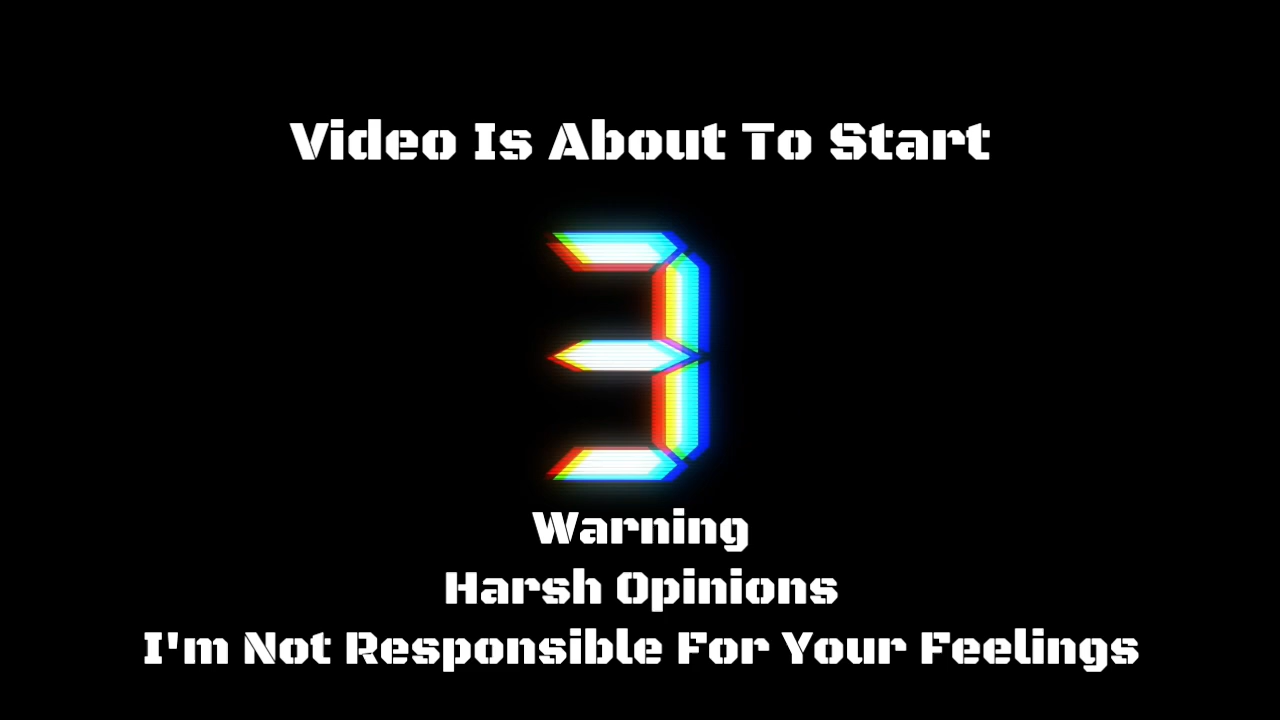 Video Is About To Start
3
Warning
Harsh Opinions
I'm Not Responsible For Your Feelings